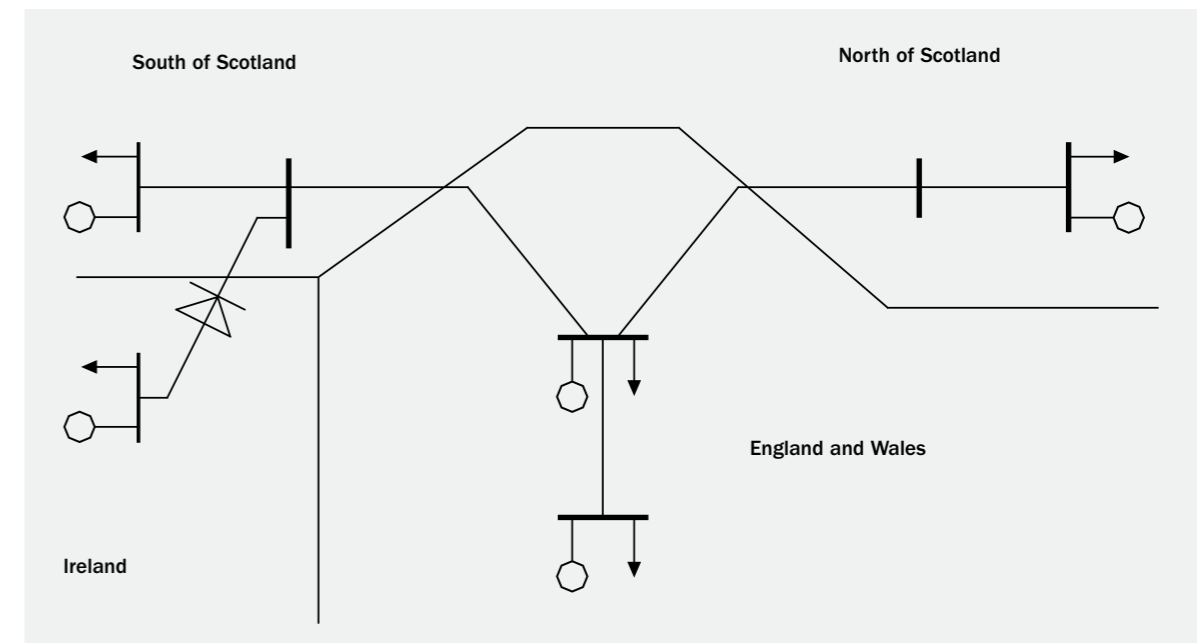 South of Scotland
North of Scotland
England and Wales
Ireland